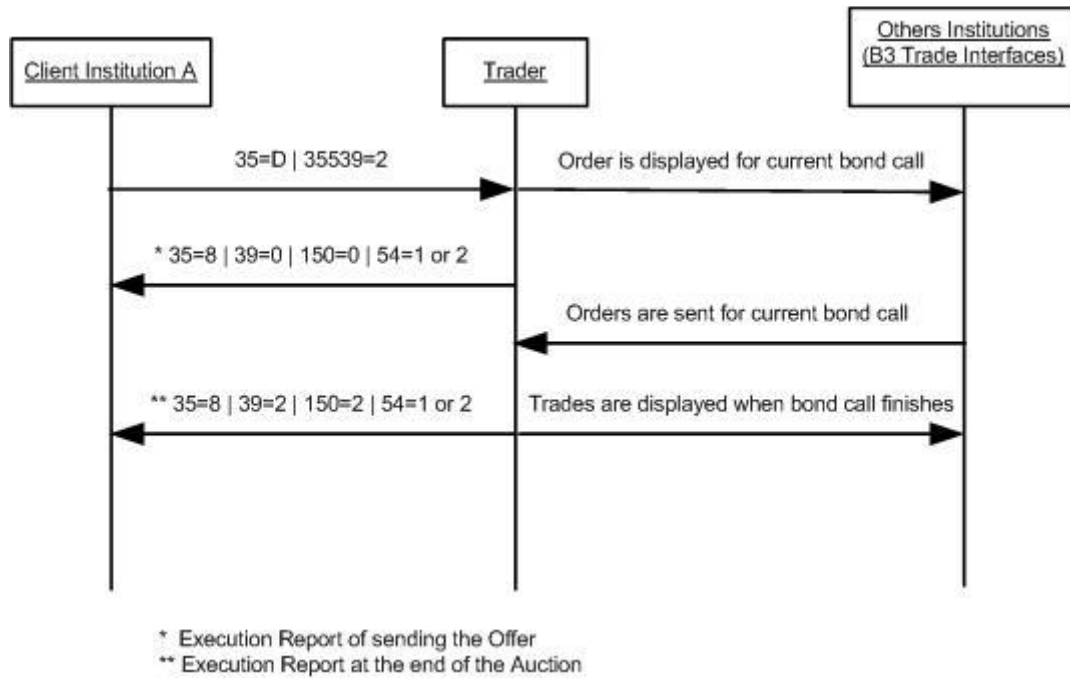 Client Institution A
Trader
Others Institutions
(B3 Trade Interfaces)
35=D | 35539=2
Order is displayed for current bond call
* 35=8 | 39=0 | 150=0 | 54=1 or 2
Orders are sent for current bond call
** 35=8 | 39=2 | 150=2 | 54=1 or 2
Trades are displayed when bond call finishes
* Execution Report of sending the Offer
** Execution Report at the end of the Auction